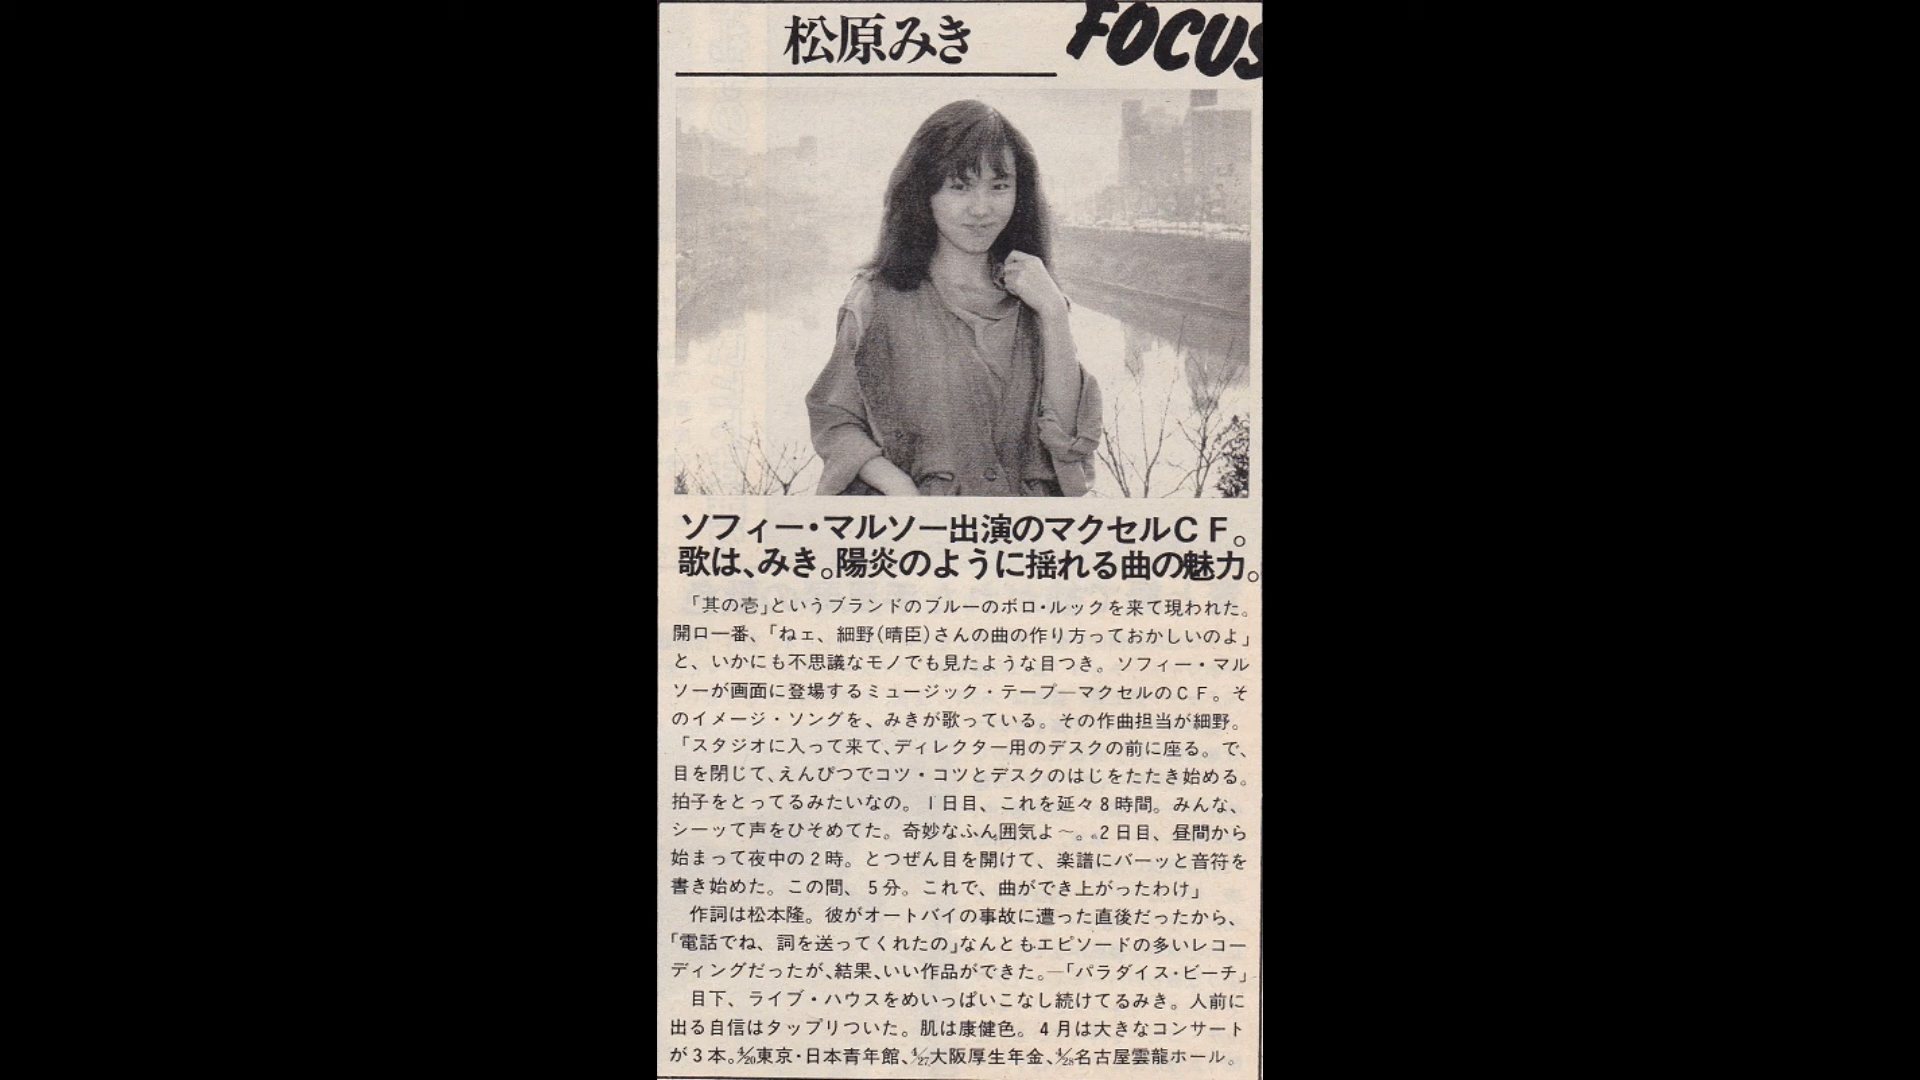 松原みき
FOCUS
ソフィー・マルソー出演のマクセルCF。
歌は、みき。陽炎のように揺れる曲の魅力。
「其の壱」というブランドのブルーのボロ・ルックを来て現われた。
開口一番、「ねェ、細野(晴臣)さんの曲の作り方っておかしいのよ」
と、いかにも不思議なモノでも見たような目つき。ソフィー・マル
ソーが画面に登場するミュージック・テープ―マクセルのCF。そ
のイメージ・ソングを、みきが歌っている。その作曲担当が細野。
「スタジオに入って来て、ディレクター用のデスクの前に座る。で、
目を閉じて、えんぴつでコツ・コツとデスクのはじをたたき始める。
拍子をとってるみたいなの。1日目、これを延々8時間。みんな、
シーッて声をひそめてた。奇妙なふん囲気よ〜。2日目、昼間から
始まって夜中の2時。とつぜん目を開けて、楽譜にバーッと音符を
書き始めた。この間、5分。これで、曲ができ上がったわけ」
作詞は松本隆。彼がオートバイの事故に遭った直後だったから、
「電話でね、詞を送ってくれたの」なんともエピソードの多いレコー
ディングだったが、結果、いい作品ができた。―「パラダイス・ビーチ」
目下、ライブ・ハウスをめいっぱいこなし続けてるみき。人前に
出る自信はタップリついた。肌は康健色。4月は大きなコンサート
が3本。4/20東京・日本青年館、4/27大阪厚生年金、4/28名古屋雲龍ホール。